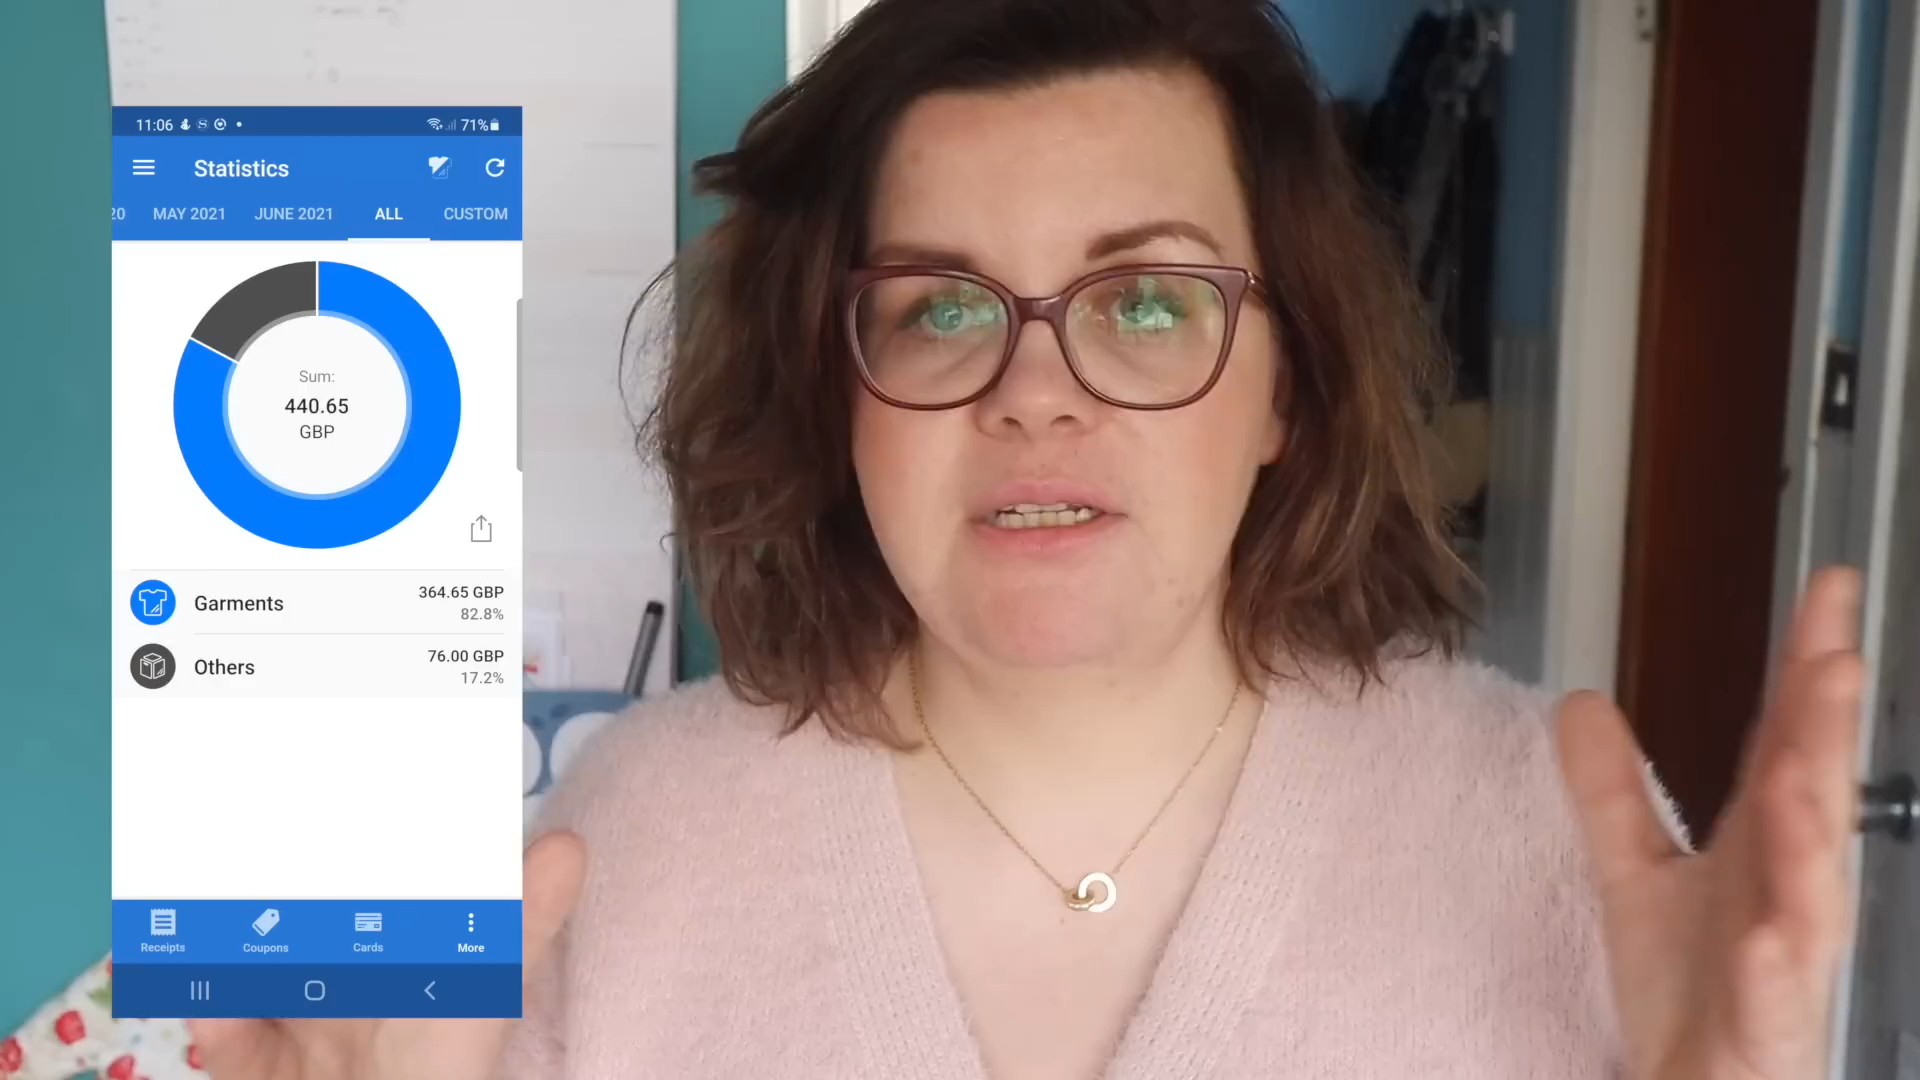 11:06 71%
Statistics
20 MAY 2021 JUNE 2021 ALL CUSTOM
Sum:
440.65
GBP
Garments 364.65 GBP
82.8%
Others 76.00 GBP
17.2%
Receipts Coupons Cards More